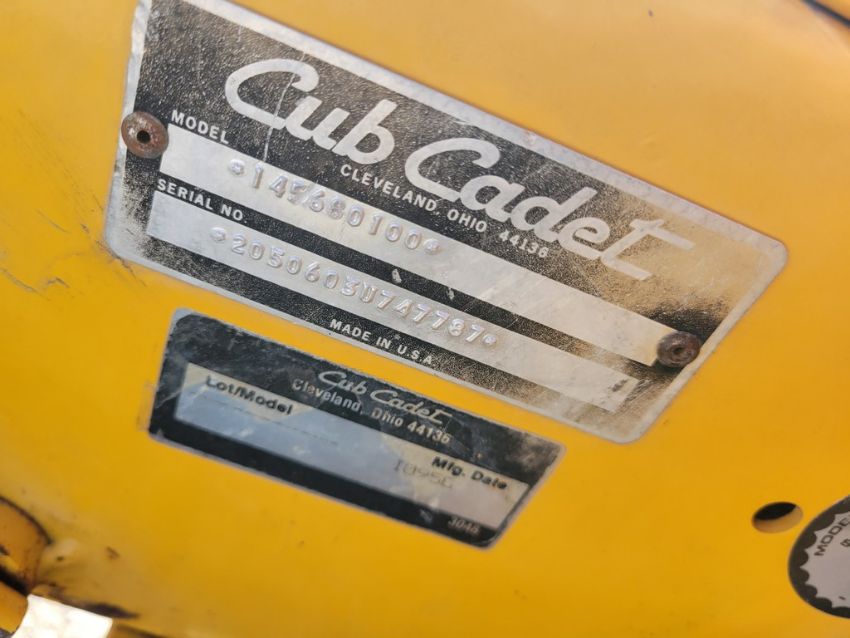 Cub Cadet
CLEVELAND, OHIO 44136
MODEL
*145680100*
SERIAL NO.
*2050603U747787*
MADE IN U.S.A.
Cub Cadet
Cleveland, Ohio 44136
Lot/Model
Mfg. Date
3048